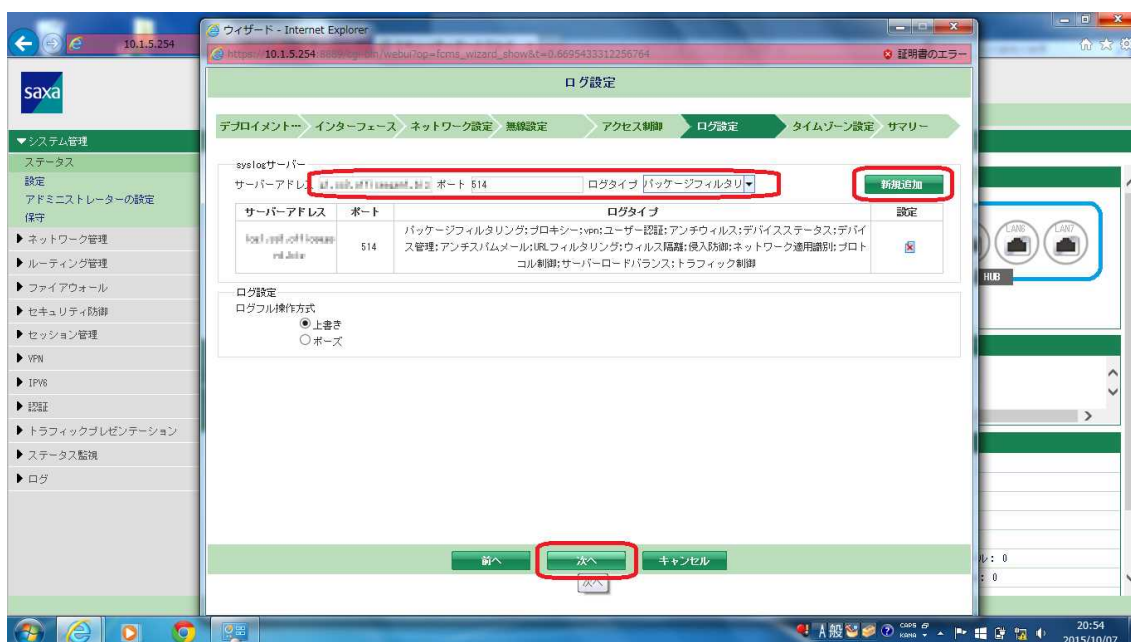 ウィザード - Internet Explorer
10.1.5.254
https://10.1.5.254
webui?op=fcms_wizard_show&t=0.6695433312256764
証明書のエラー
ログ設定
saxa
デプロイメント… インターフェース ネットワーク設定 無線設定 アクセス制御 ログ設定 タイムゾーン設定 サマリー
▼システム管理
ステータス
設定
アドミニストレーターの設定
保守
▶ネットワーク管理
▶ルーティング管理
▶ファイアウォール
▶セキュリティ防御
▶セッション管理
▶VPN
▶IPV6
▶認証
▶トラフィックプレゼンテーション
▶ステータス監視
▶ログ
syslogサーバー
サーバーアドレ ポート 514 ログタイプ パッケージフィルタリ 新規追加
サーバーアドレス ポート ログタイプ 設定
514
パッケージフィルタリング;プロキシー;vpn;ユーザー認証;アンチウィルス;デバイスステータス;デバイ
ス管理;アンチスパムメール;URLフィルタリング;ウィルス隔離;侵入防御;ネットワーク適用識別;プロト
コル制御;サーバーロードバランス;トラフィック制御
ログ設定
ログフル操作方式
上書き
ポーズ
前へ 次へ キャンセル
次へ
LAN6 LAN7
HUB
ル: 0
: 0
A 般 CAPS KANA
20:54
2015/10/07